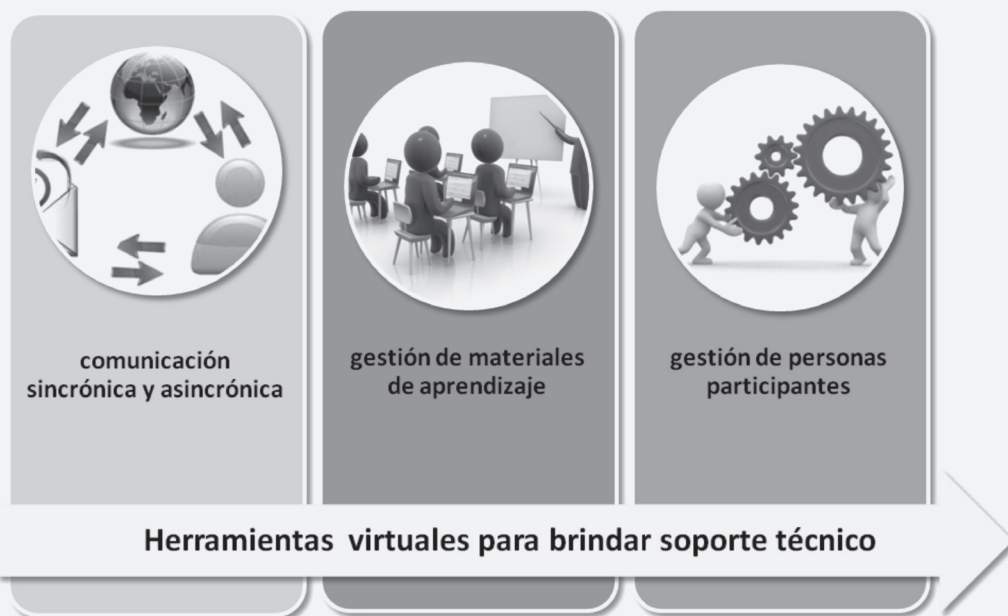 comunicación
sincrónica y asincrónica
gestión de materiales
de aprendizaje
gestión de personas
participantes
Herramientas virtuales para brindar soporte técnico